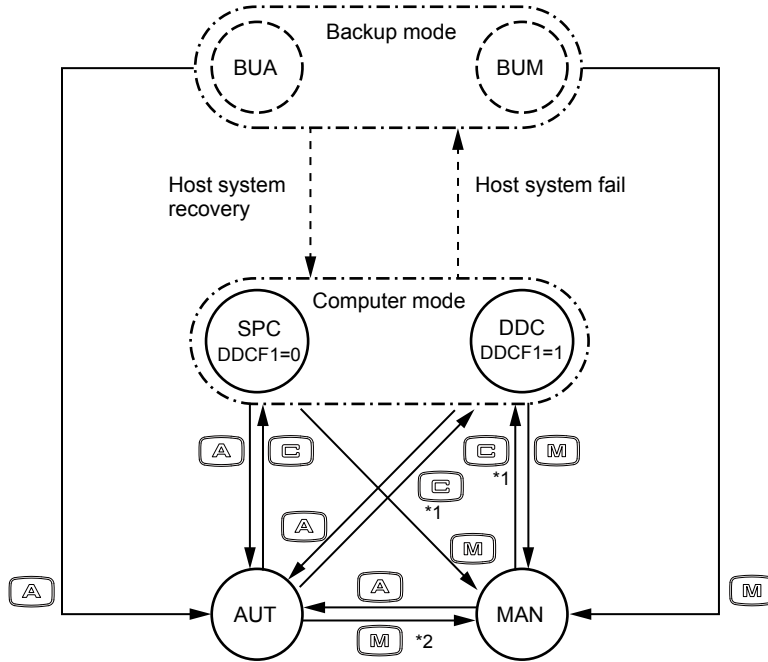 Backup mode
BUA
BUM
Host system
recovery
Host system fail
Computer mode
SPC
DDCF1=0
DDC
DDCF1=1
A
C
C
*1
M
C
*1
A
M
A
A
M
AUT
MAN
M *2